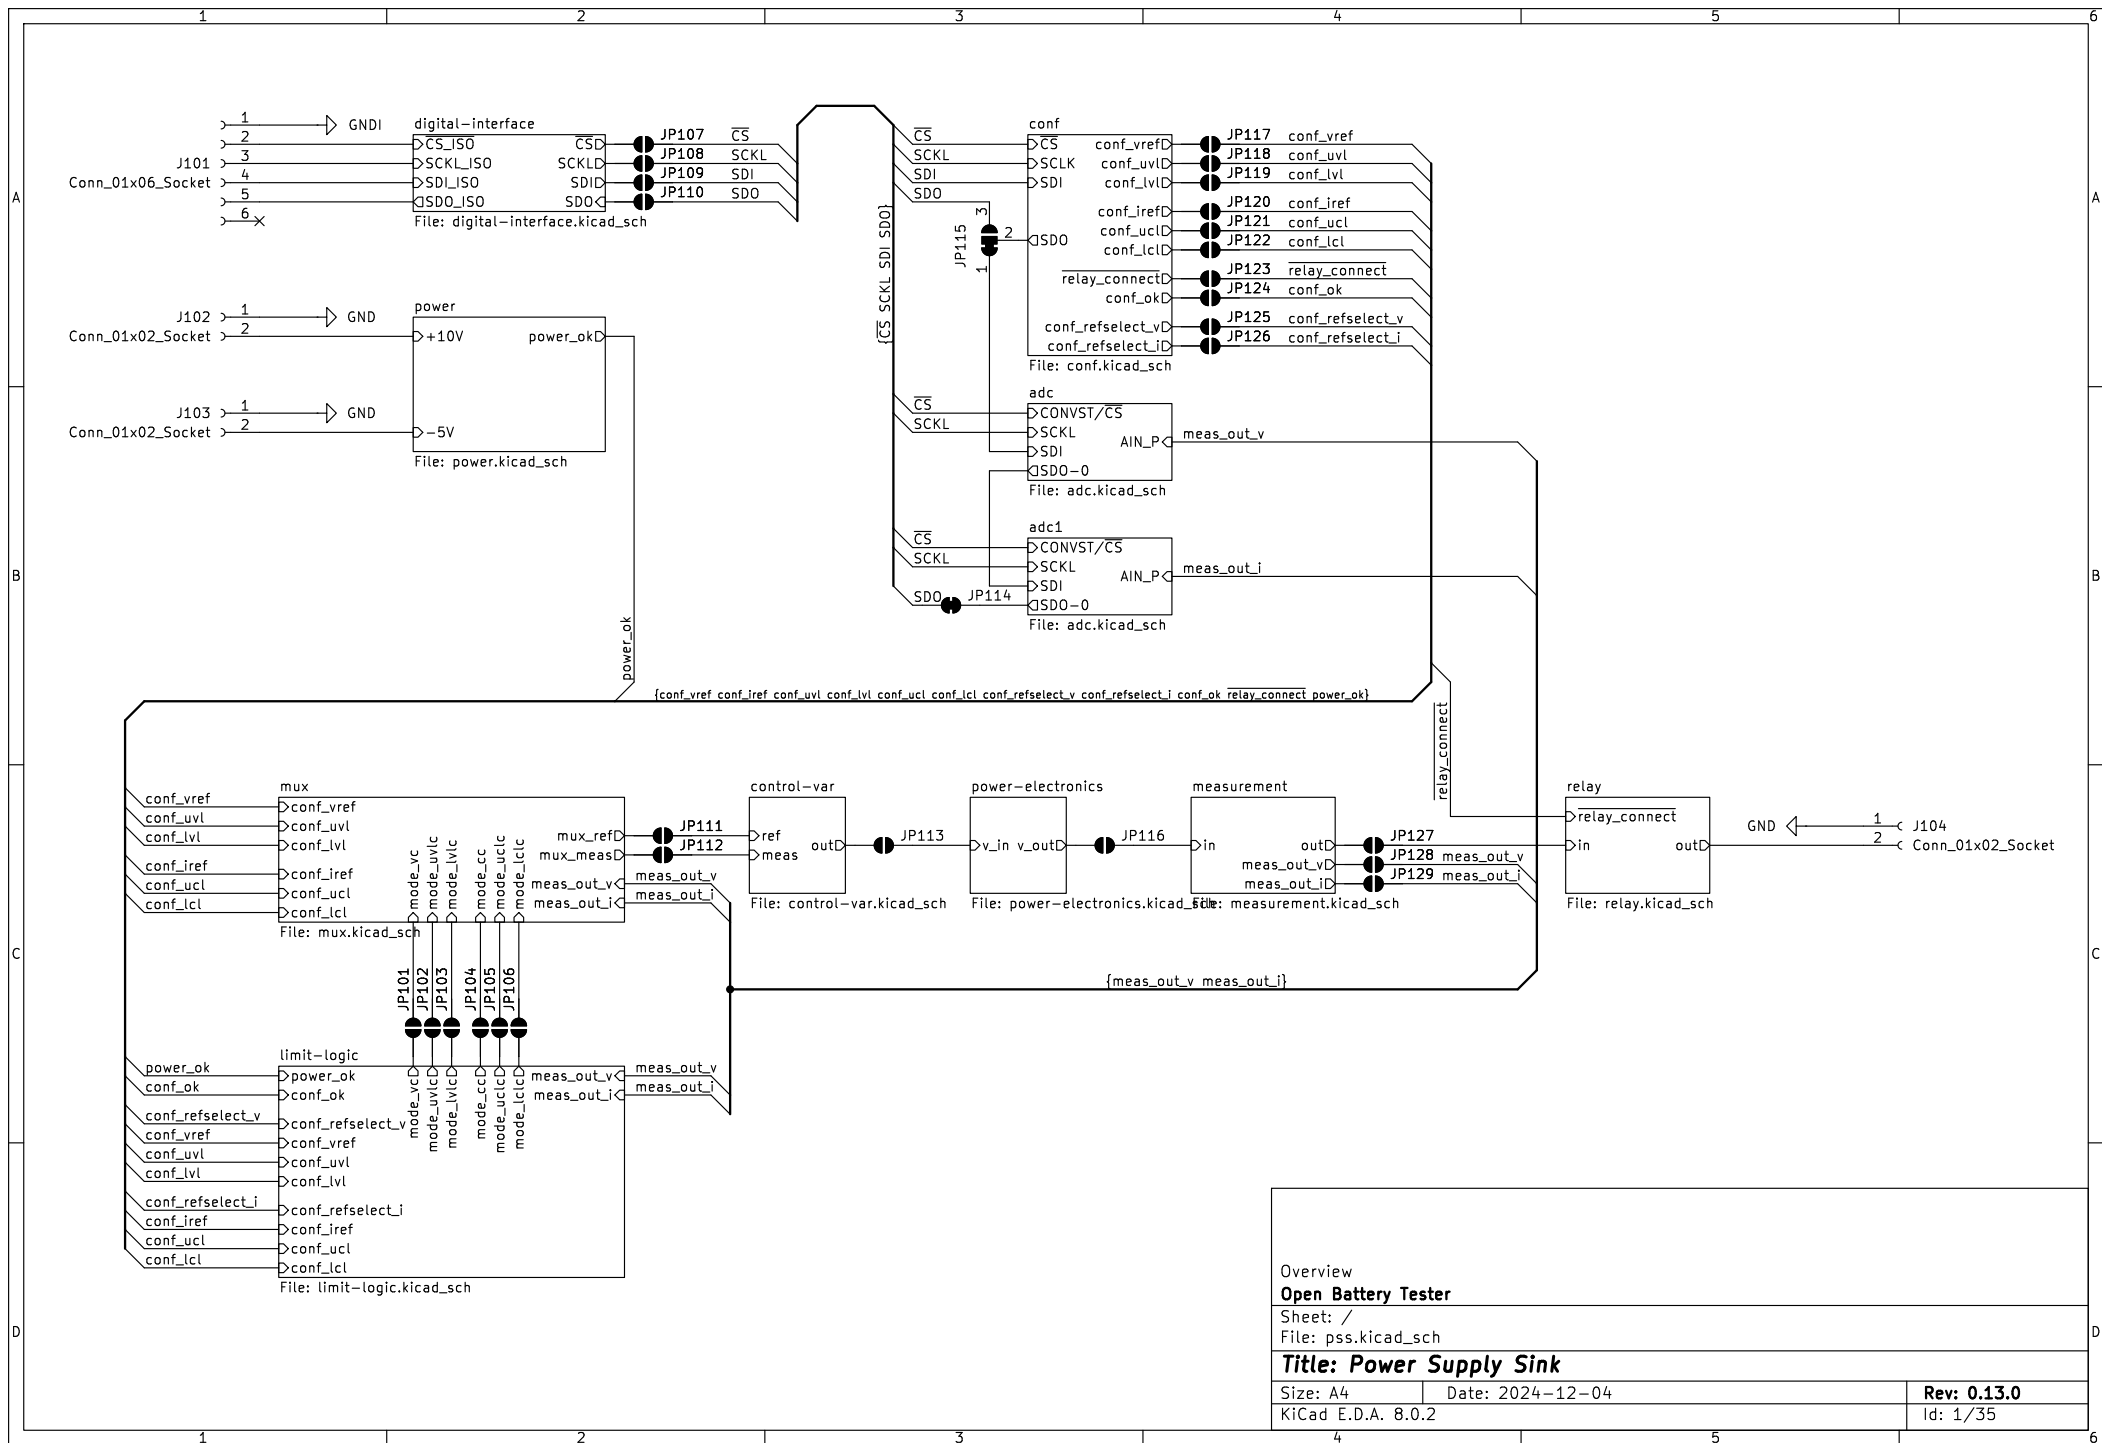 1 2 3 4 5 6
A
B
C
D
A
B
C
D
1 2 3 4 5 6
J101
Conn_01x06_Socket
1
2
3
4
5
6
GNDI
digital-interface
CS_ISO
SCKL_ISO
SDI_ISO
SDO_ISO
CS
SCKL
SDI
SDO
File: digital-interface.kicad_sch
JP107 CS
JP108 SCKL
JP109 SDI
JP110 SDO
J102
Conn_01x02_Socket
1
2
GND
J103
Conn_01x02_Socket
1
2
GND
power
+10V
-5V
power_ok
File: power.kicad_sch
power_ok
{CS SCKL SDI SDO}
CS
SCKL
SDI
SDO
JP115
3
2
1
conf
CS
SCLK
SDI
SDO
conf_vref
conf_uvl
conf_lvl
conf_iref
conf_ucl
conf_lcl
relay_connect
conf_ok
conf_refselect_v
conf_refselect_i
File: conf.kicad_sch
JP117 conf_vref
JP118 conf_uvl
JP119 conf_lvl
JP120 conf_iref
JP121 conf_ucl
JP122 conf_lcl
JP123 relay_connect
JP124 conf_ok
JP125 conf_refselect_v
JP126 conf_refselect_i
adc
CS
SCKL
CONVST/CS
SCKL
SDI
SDO-0
AIN_P
meas_out_v
File: adc.kicad_sch
adc1
CS
SCKL
SDO
JP114
CONVST/CS
SCKL
SDI
SDO-0
AIN_P
meas_out_i
File: adc.kicad_sch
{conf_vref conf_iref conf_uvl conf_lvl conf_ucl conf_lcl conf_refselect_v conf_refselect_i conf_ok relay_connect power_ok}
relay_connect
conf_vref
conf_uvl
conf_lvl
conf_iref
conf_ucl
conf_lcl
mux
conf_vref
conf_uvl
conf_lvl
conf_iref
conf_ucl
conf_lcl
mode_vc
mode_uvlc
mode_lvlc
mode_cc
mode_uclc
mode_lclc
mux_ref
mux_meas
meas_out_v
meas_out_i
File: mux.kicad_sch
JP111
JP112
meas_out_v
meas_out_i
control-var
ref
meas
out
File: control-var.kicad_sch
JP113
power-electronics
v_in v_out
File: power-electronics.kicad_sch
JP116
measurement
in
out
meas_out_v
meas_out_i
File: measurement.kicad_sch
JP127
JP128 meas_out_v
JP129 meas_out_i
relay
relay_connect
in
out
File: relay.kicad_sch
GND
1
2
J104
Conn_01x02_Socket
{meas_out_v meas_out_i}
JP101
JP102
JP103
JP104
JP105
JP106
power_ok
conf_ok
conf_refselect_v
conf_vref
conf_uvl
conf_lvl
conf_refselect_i
conf_iref
conf_ucl
conf_lcl
limit-logic
power_ok
conf_ok
conf_refselect_v
conf_vref
conf_uvl
conf_lvl
conf_refselect_i
conf_iref
conf_ucl
conf_lcl
mode_vc
mode_uvlc
mode_lvlc
mode_cc
mode_uclc
mode_lclc
meas_out_v
meas_out_i
meas_out_v
meas_out_i
File: limit-logic.kicad_sch
Overview
Open Battery Tester
Sheet: /
File: pss.kicad_sch
Title: Power Supply Sink
Size: A4 Date: 2024-12-04 Rev: 0.13.0
KiCad E.D.A. 8.0.2 Id: 1/35